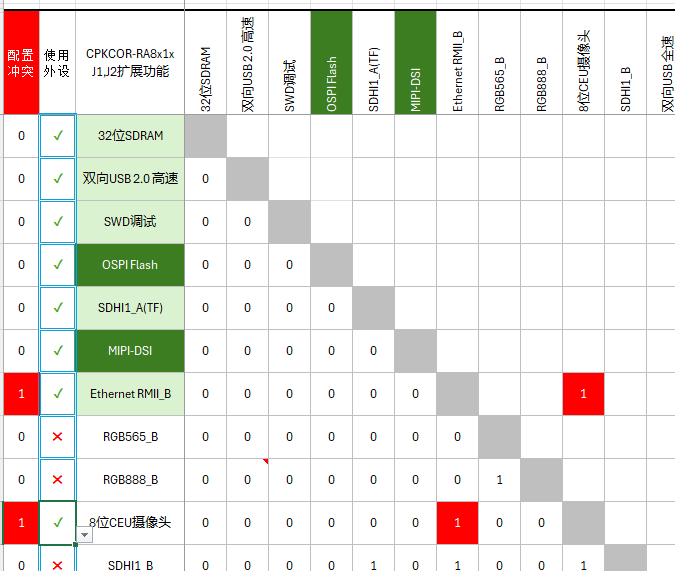 配置冲突 使用外设 CPKCOR-RA8x1x J1,J2扩展功能 32位SDRAM 双向USB 2.0 高速 SWD调试 OSPI Flash SDHI1_A(TF) MIPI-DSI Ethernet RMII_B RGB565_B RGB888_B 8位CEU摄像头 SDHI1_B 双向USB 全速
0 ✓ 32位SDRAM
0 ✓ 双向USB 2.0 高速 0
0 ✓ SWD调试 0 0
0 ✓ OSPI Flash 0 0 0
0 ✓ SDHI1_A(TF) 0 0 0 0
0 ✓ MIPI-DSI 0 0 0 0 0
1 ✓ Ethernet RMII_B 0 0 0 0 0 0 1
0 ✕ RGB565_B 0 0 0 0 0 0 0
0 ✕ RGB888_B 0 0 0 0 0 0 0 1
1 ✓ 8位CEU摄像头 0 0 0 0 0 0 1 0 0
0 ✕ SDHI1_B 0 0 0 0 1 0 1 0 0 1